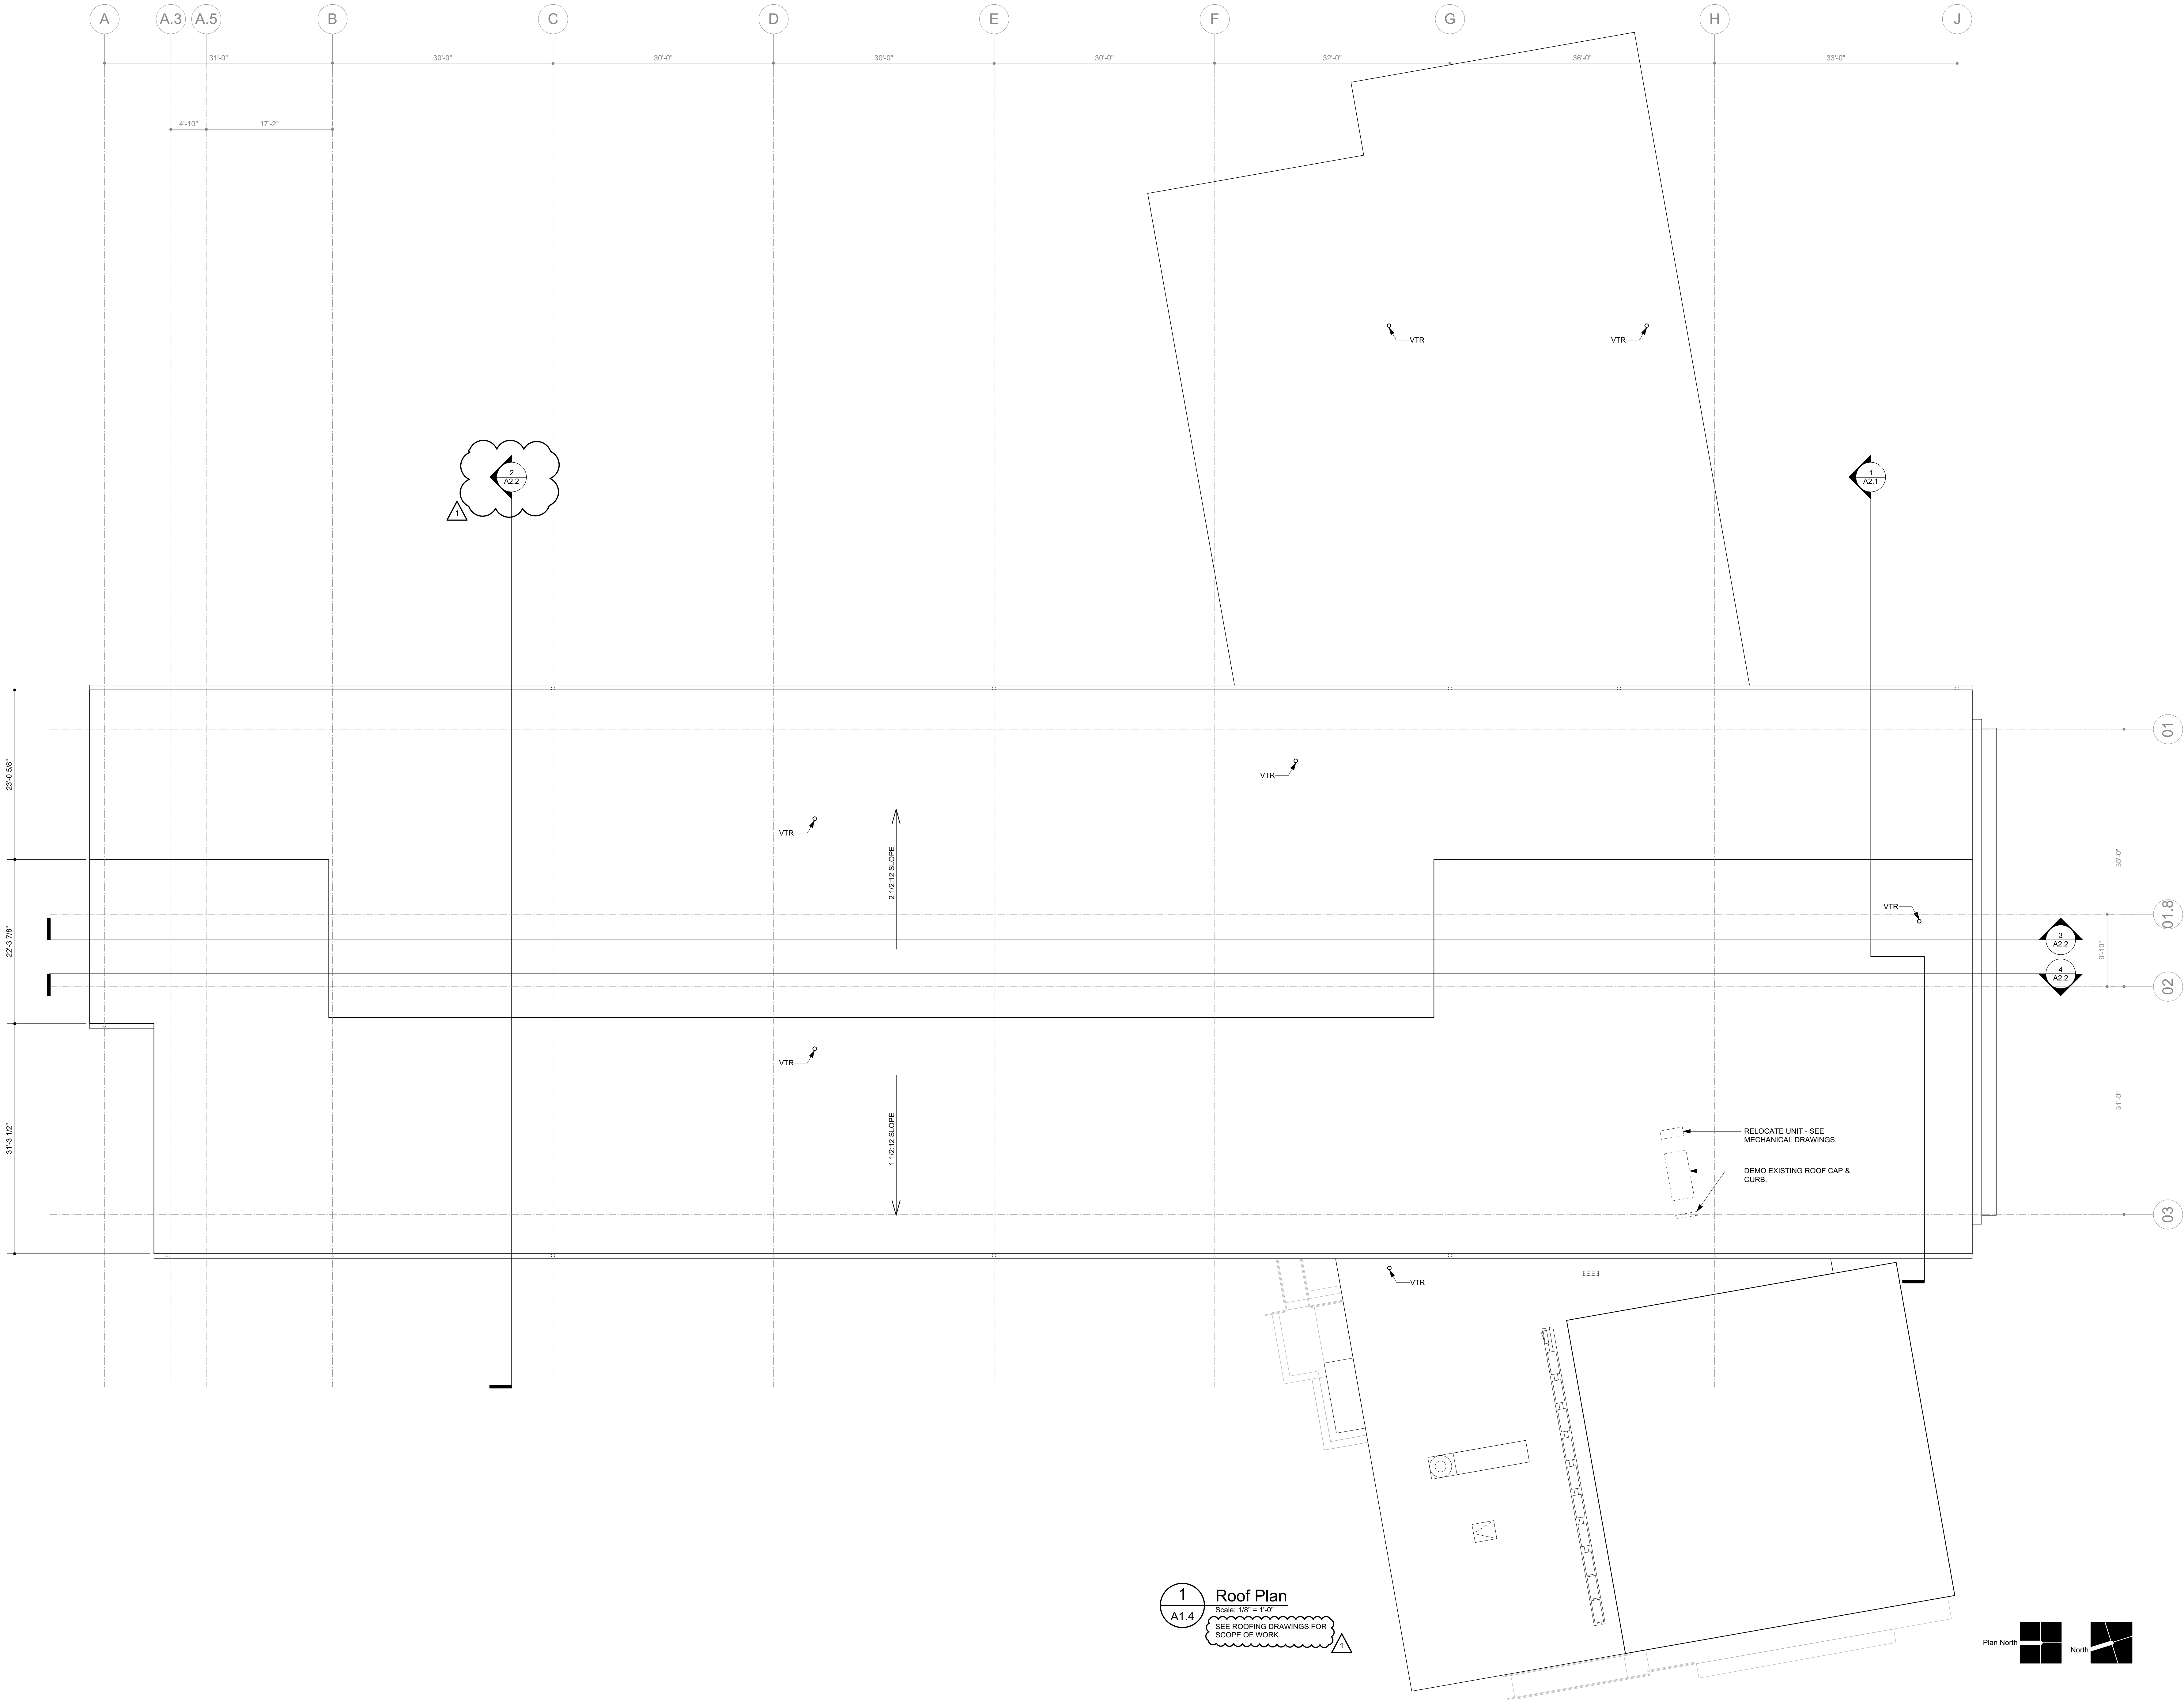 A
A.3
A.5
B
C
D
E
F
G
H
J
31'-0"
30'-0"
30'-0"
30'-0"
30'-0"
32'-0"
36'-0"
33'-0"
4'-10"
17'-2"
VTR
VTR
2
A2.2
1
1
A2.1
01
23'-0 5/8"
VTR
VTR
2 1/2:12 SLOPE
35'-0"
VTR
01.8
22'-3 7/8"
3
A2.2
9'-10"
4
A2.2
02
VTR
1 1/2:12 SLOPE
31'-3 1/2"
31'-0"
RELOCATE UNIT - SEE
MECHANICAL DRAWINGS.
DEMO EXISTING ROOF CAP &
CURB.
03
VTR
1
A1.4
Roof Plan
Scale: 1/8" = 1'-0"
SEE ROOFING DRAWINGS FOR
SCOPE OF WORK
1
Plan North
North